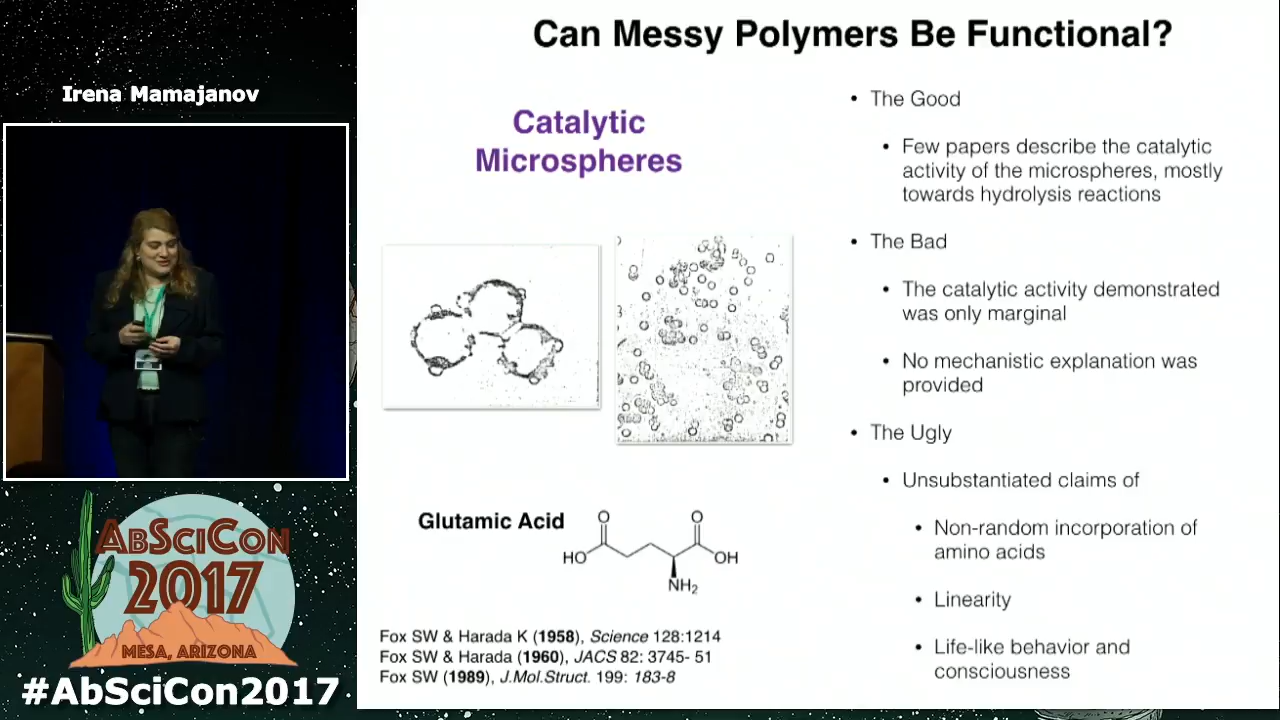 Can Messy Polymers Be Functional?
Irena Mamajanov
Catalytic
Microspheres
• The Good
• Few papers describe the catalytic
activity of the microspheres, mostly
towards hydrolysis reactions
• The Bad
• The catalytic activity demonstrated
was only marginal
• No mechanistic explanation was
provided
• The Ugly
• Unsubstantiated claims of
• Non-random incorporation of
amino acids
• Linearity
• Life-like behavior and
consciousness
Glutamic Acid
O
O
HO
OH
NH₂
Fox SW & Harada K (1958), Science 128:1214
Fox SW & Harada (1960), JACS 82: 3745- 51
Fox SW (1989), J.Mol.Struct. 199: 183-8
ABSCICON
2017
MESA, ARIZONA
#AbSciCon2017